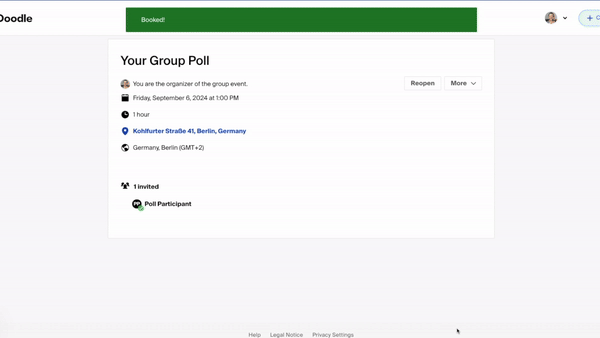 Doodle
Booked!
Your Group Poll
You are the organizer of the group event.
Reopen
More
Friday, September 6, 2024 at 1:00 PM
1 hour
Kohlfurter Straße 41, Berlin, Germany
Germany, Berlin (GMT+2)
1 invited
PP
Poll Participant
Help
Legal Notice
Privacy Settings